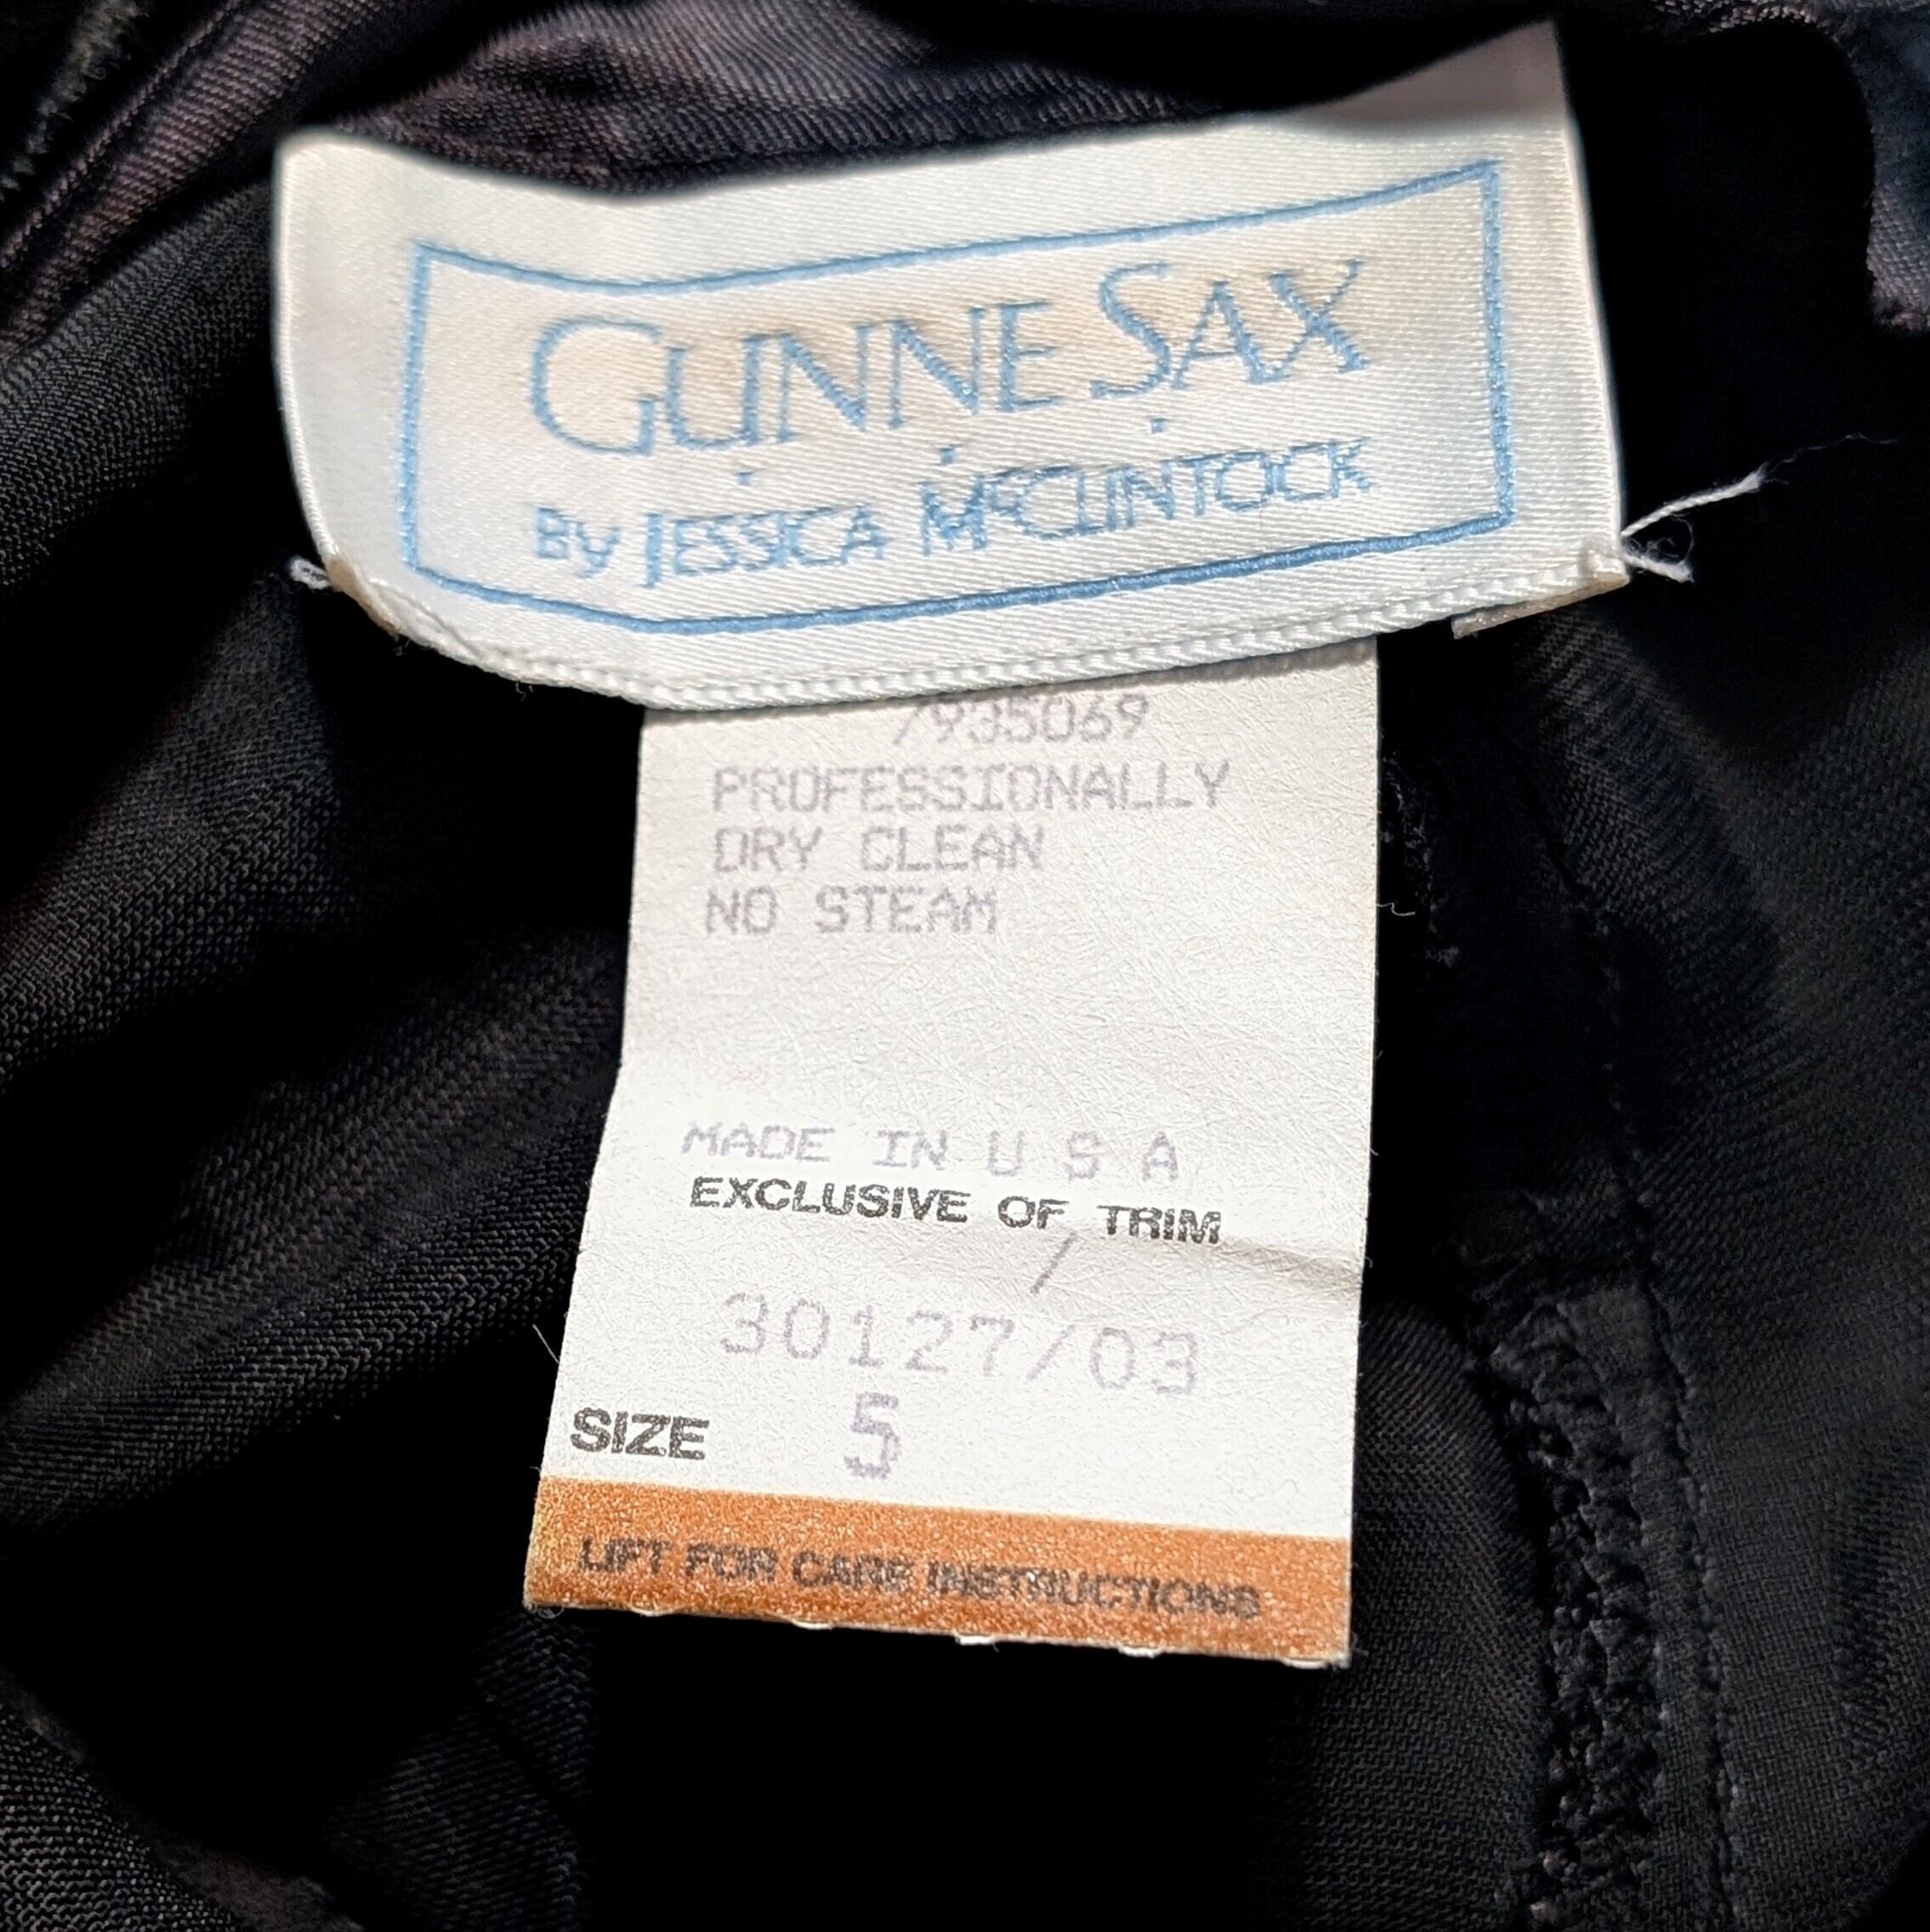 GUNNE SAX
BY JESSICA McCLINTOCK
7935069
PROFESSIONALLY
DRY CLEAN
NO STEAM
MADE IN U S A
EXCLUSIVE OF TRIM
/
30127/03
SIZE 5
LIFT FOR CARE INSTRUCTIONS